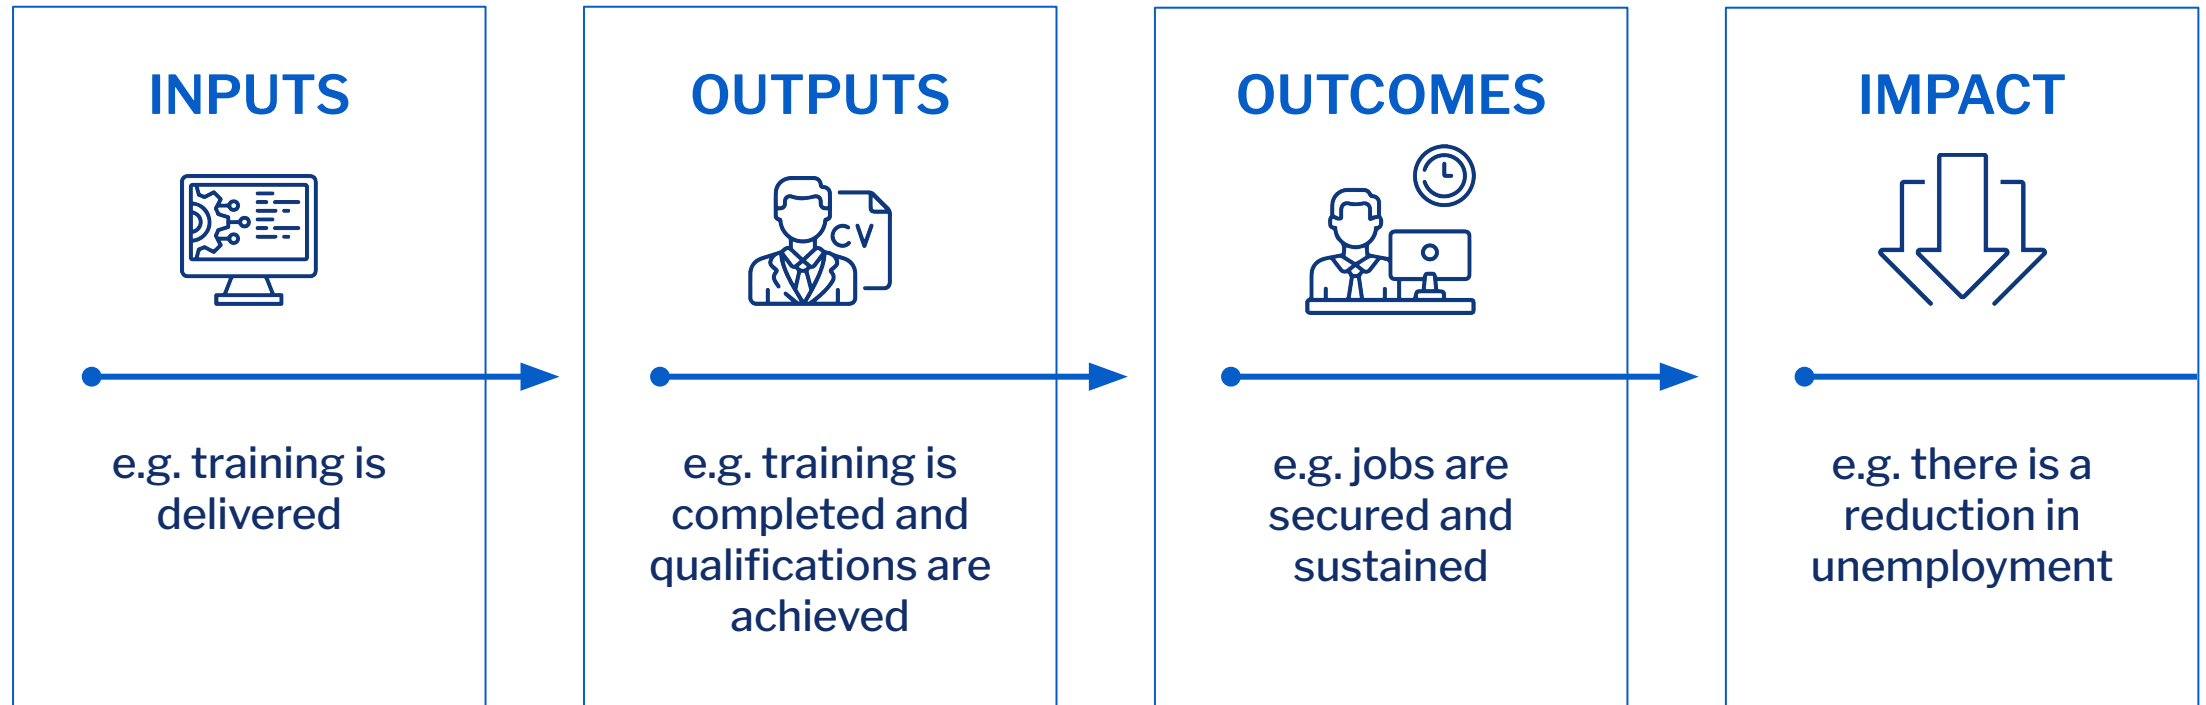 INPUTS
e.g. training is
delivered
OUTPUTS
CV
e.g. training is
completed and
qualifications are
achieved
OUTCOMES
e.g. jobs are
secured and
sustained
IMPACT
e.g. there is a
reduction in
unemployment